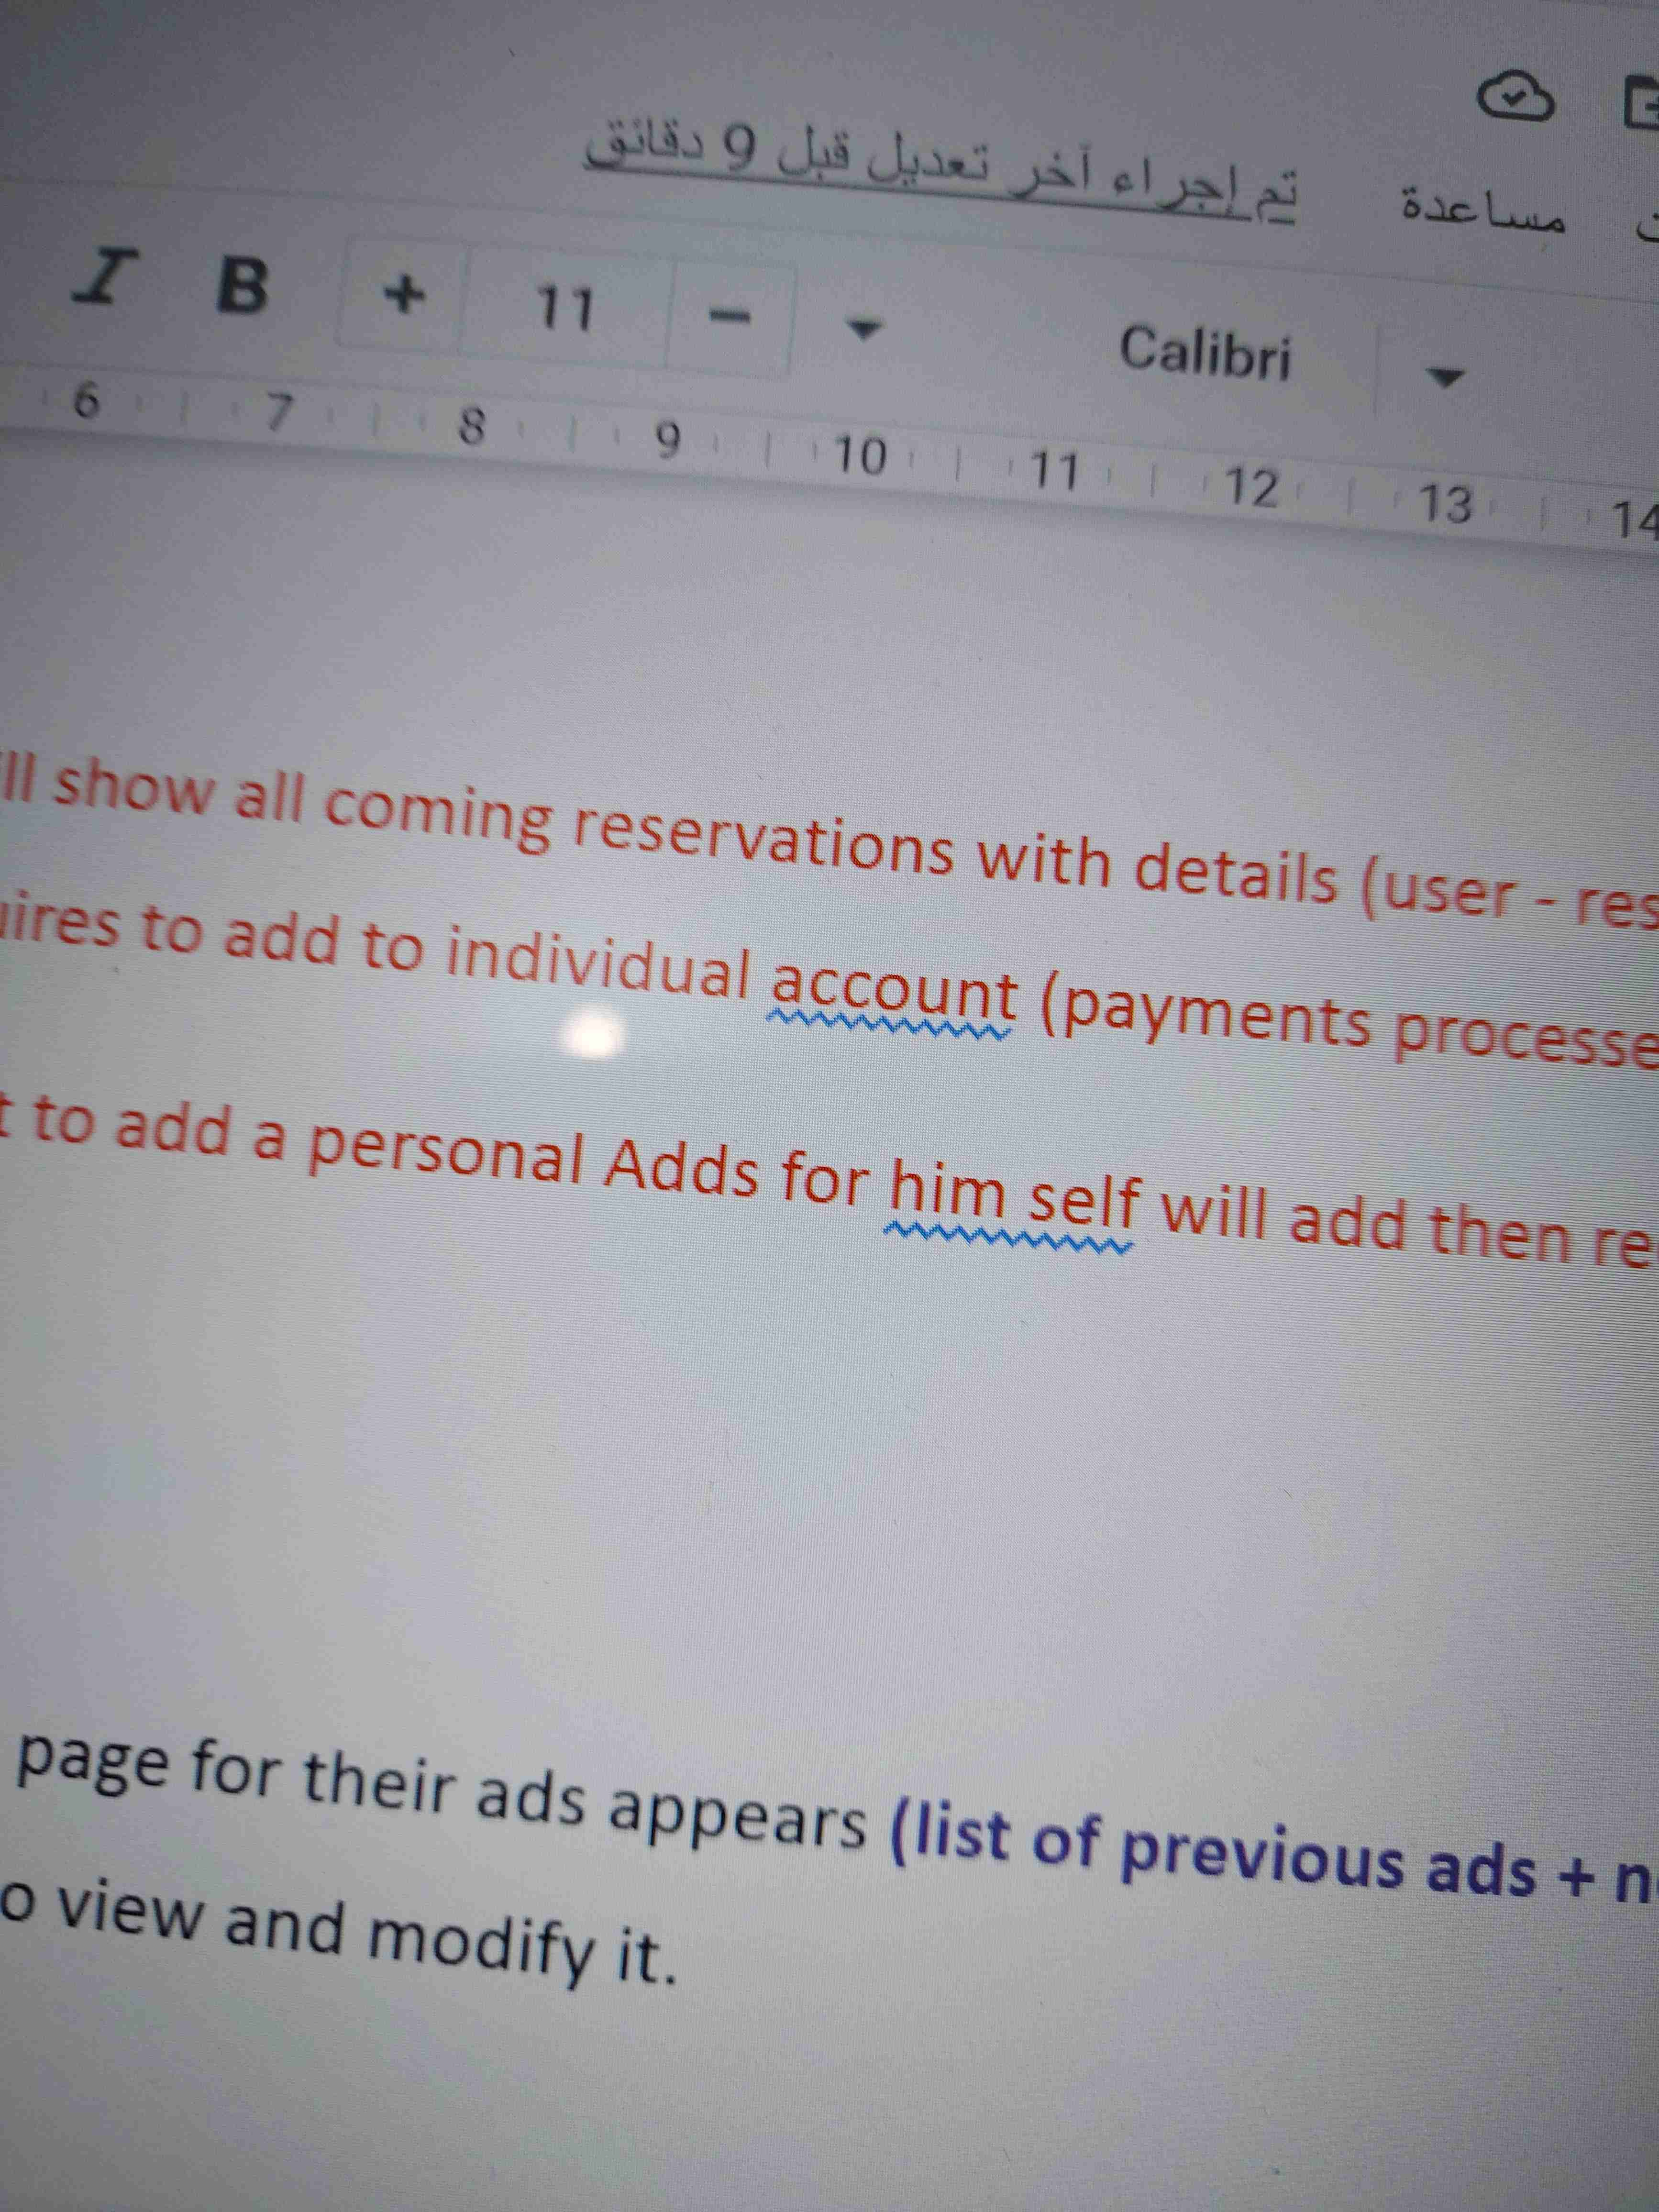 تم إجراء آخر تعديل قبل 9 دقائق مساعدة
I B + 11 - Calibri
6 7 8 9 10 11 12 13 14
ll show all coming reservations with details (user - res
ires to add to individual account (payments processe
t to add a personal Adds for him self will add then re
page for their ads appears (list of previous ads + n
o view and modify it.